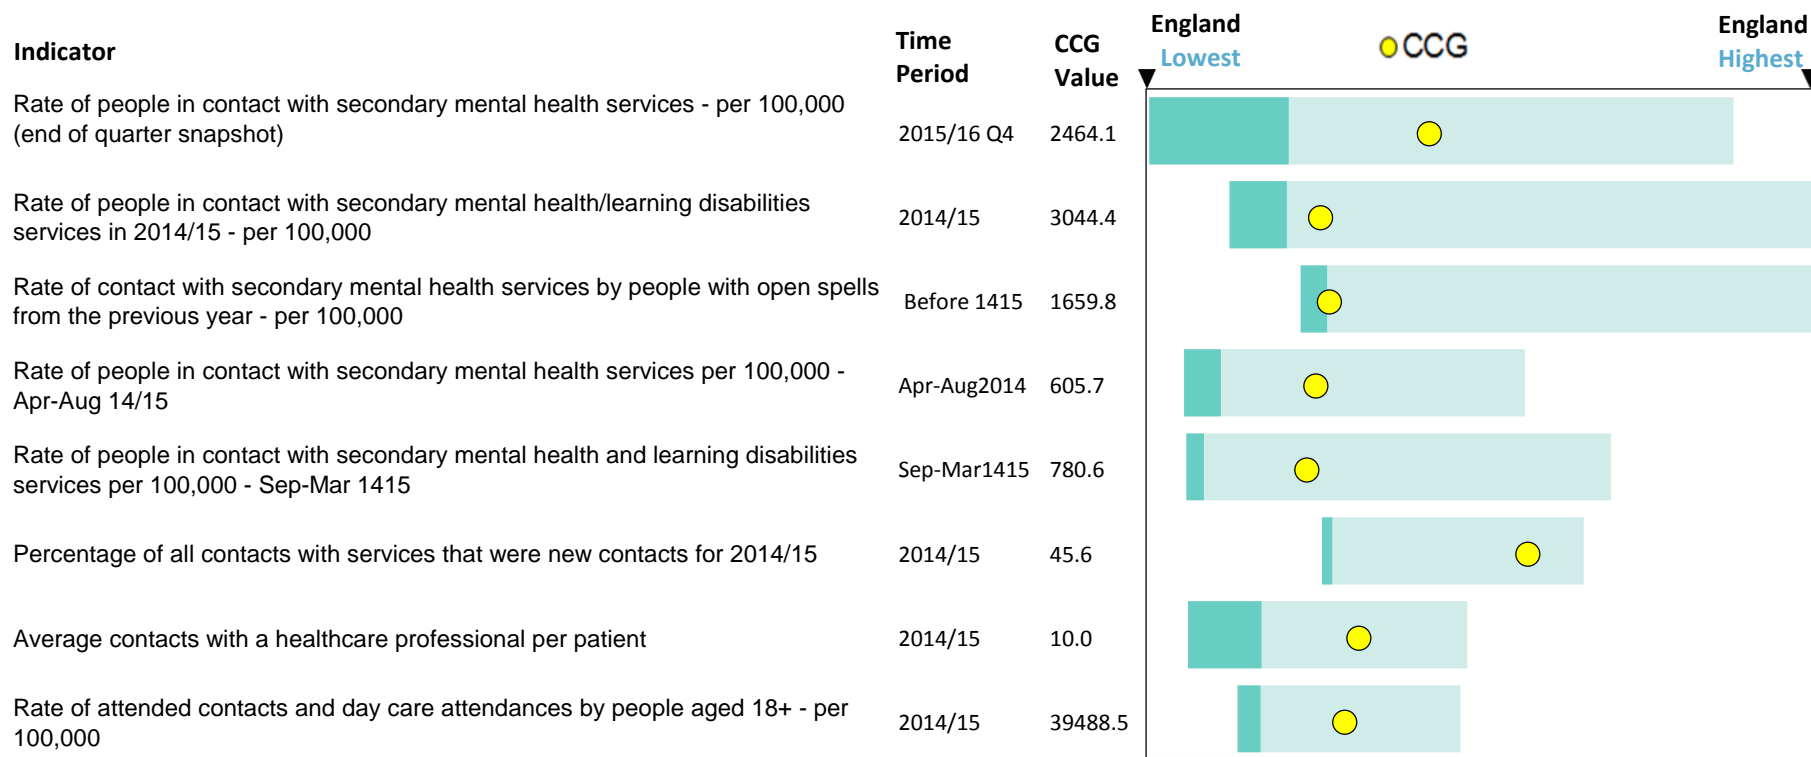 Indicator
Time Period
CCG Value
England Lowest
CCG
England Highest
Rate of people in contact with secondary mental health services - per 100,000
(end of quarter snapshot)
2015/16 Q4 2464.1
Rate of people in contact with secondary mental health/learning disabilities
services in 2014/15 - per 100,000
2014/15 3044.4
Rate of contact with secondary mental health services by people with open spells
from the previous year - per 100,000
Before 1415 1659.8
Rate of people in contact with secondary mental health services per 100,000 -
Apr-Aug 14/15
Apr-Aug2014 605.7
Rate of people in contact with secondary mental health and learning disabilities
services per 100,000 - Sep-Mar 1415
Sep-Mar1415 780.6
Percentage of all contacts with services that were new contacts for 2014/15
2014/15 45.6
Average contacts with a healthcare professional per patient
2014/15 10.0
Rate of attended contacts and day care attendances by people aged 18+ - per
100,000
2014/15 39488.5